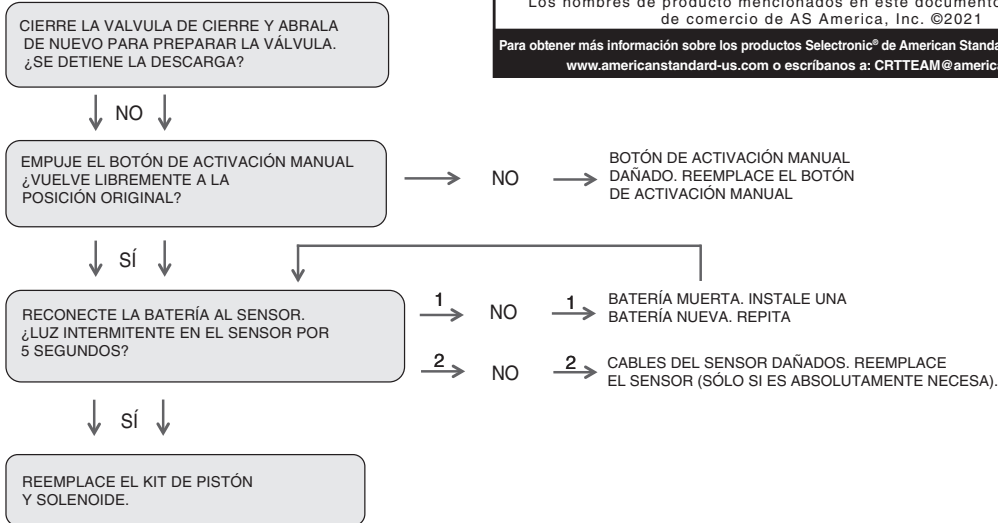 Los nombres de producto mencionados en este documento
de comercio de AS America, Inc. ©2021
Para obtener más información sobre los productos Selectronic® de American
www.americanstandard-us.com o escríbanos a:
CIERRE LA VALVULA DE CIERRE Y ABRALA
DE NUEVO PARA PREPARAR LA VÁLVULA.
¿SE DETIENE LA DESCARGA?
NO
EMPUJE EL BOTÓN DE ACTIVACIÓN MANUAL
¿VUELVE LIBREMENTE A LA
POSICIÓN ORIGINAL?
NO
BOTÓN DE ACTIVACIÓN MANUAL
DAÑADO. REEMPLACE EL BOTÓN
DE ACTIVACIÓN MANUAL
SÍ
RECONECTE LA BATERÍA AL SENSOR.
¿LUZ INTERMITENTE EN EL SENSOR POR
5 SEGUNDOS?
1 NO 1
BATERÍA MUERTA. INSTALE UNA
BATERÍA NUEVA. REPITA
2 NO 2
CABLES DEL SENSOR DAÑADOS. REEMPLACE
EL SENSOR (SÓLO SI ES ABSOLUTAMENTE NECESA).
SÍ
REEMPLACE EL KIT DE PISTÓN
Y SOLENOIDE.